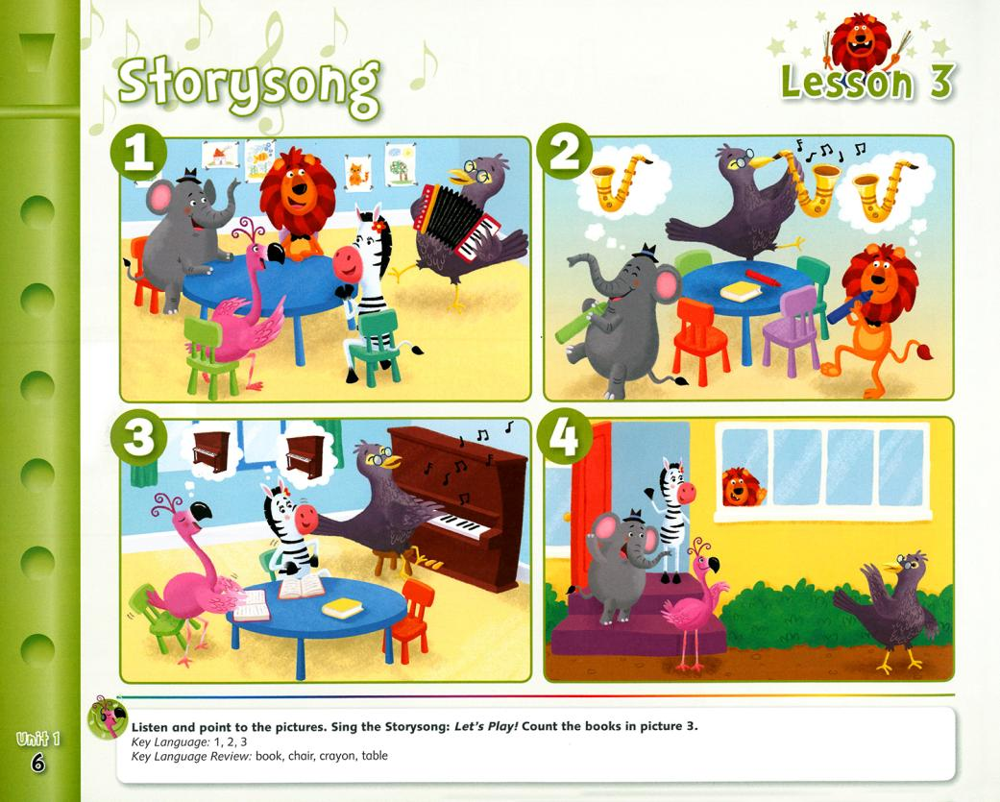 Storysong
Lesson 3
1
2
3
4
Listen and point to the pictures. Sing the Storysong: Let's Play! Count the books in picture 3.
Key Language: 1, 2, 3
Key Language Review: book, chair, crayon, table
Unit 1
6